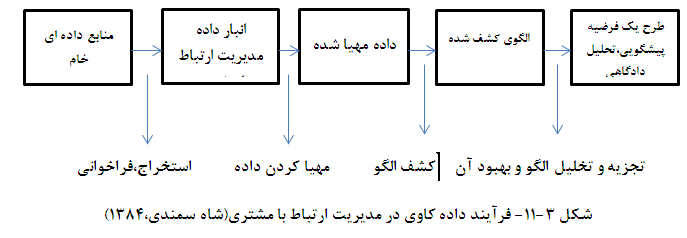 منابع داده ای
خام
انبار داده
مدیریت ارتباط
داده مهیا شده
الگوی کشف شده
طرح یک فرضیه
پیشگویی،تحلیل
دادگاهی
استخراج،فراخوانی
مهیا کردن داده
کشف الگو
تجزیه و تخلیل الگو و بهبود آن
شکل ۳-۱۱- فرآیند داده کاوی در مدیریت ارتباط با مشتری(شاه سمندی،۱۳۸۴)